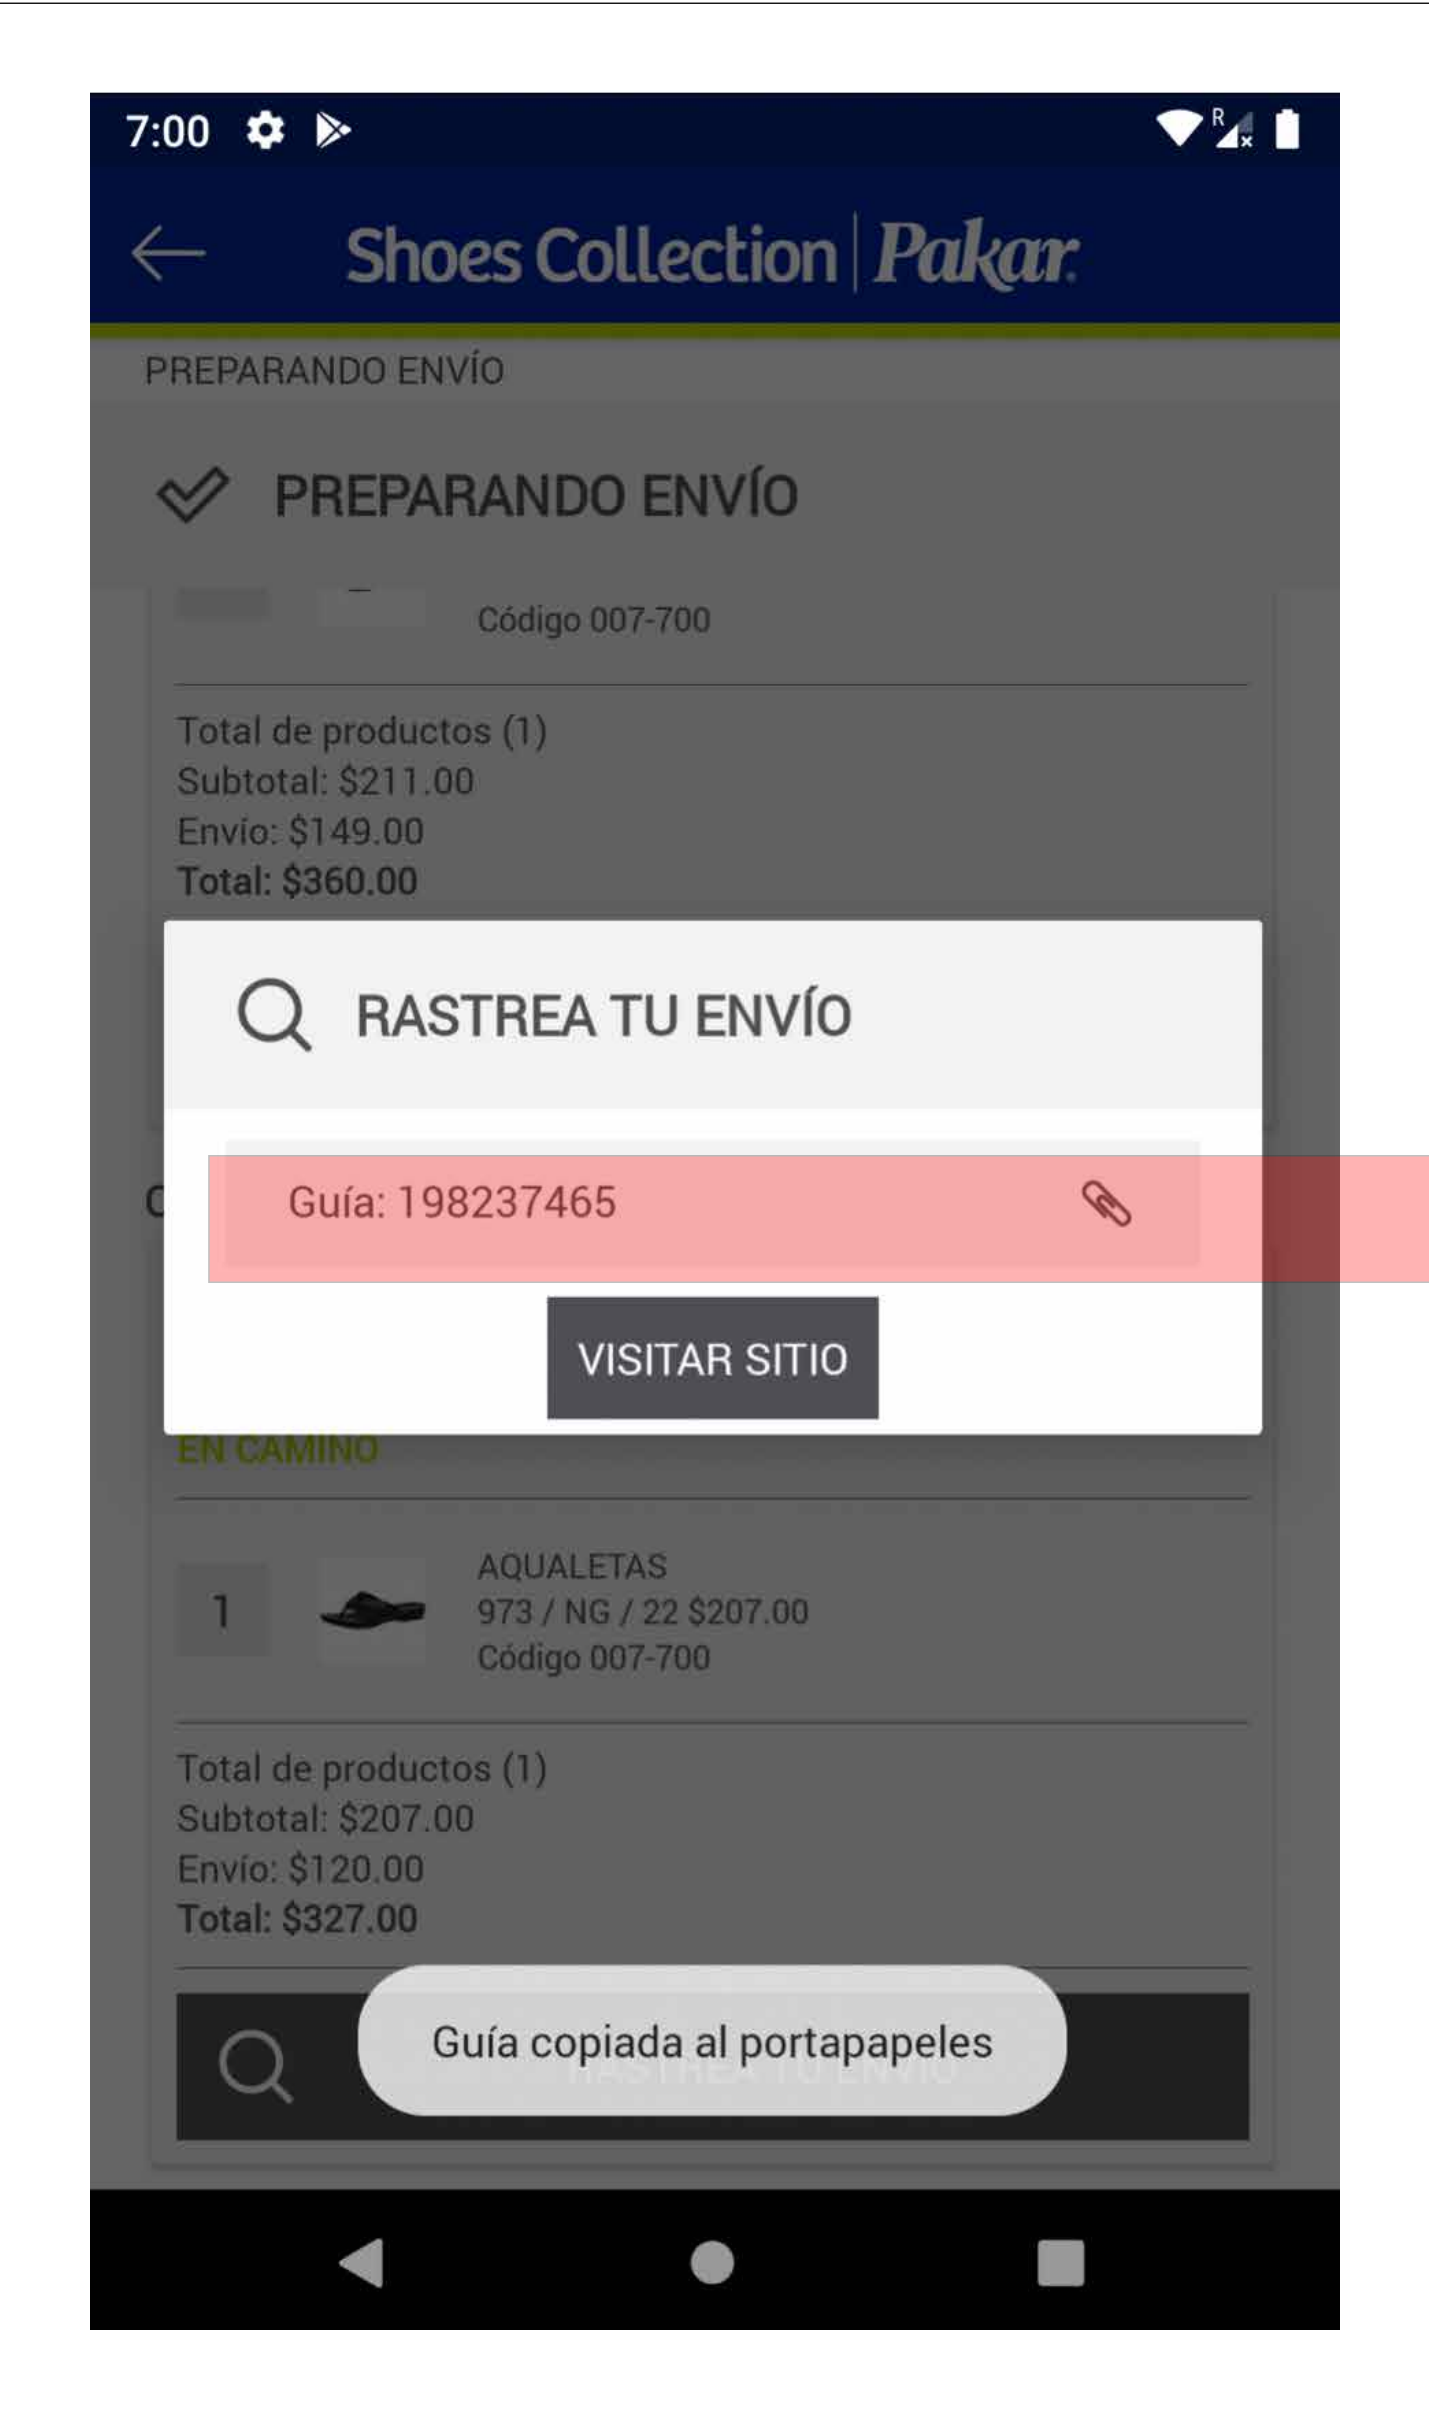 7:00
R
Shoes Collection | Pakar
PREPARANDO ENVÍO
PREPARANDO ENVÍO
Código 007-700
Total de productos (1)
Subtotal: $211.00
Envío: $149.00
Total: $360.00
RASTREA TU ENVÍO
Guía: 198237465
VISITAR SITIO
EN CAMINO
1
AQUALETAS
973 / NG / 22 $207.00
Código 007-700
Total de productos (1)
Subtotal: $207.00
Envío: $120.00
Total: $327.00
Guía copiada al portapapeles
RASTREA TU ENVÍO